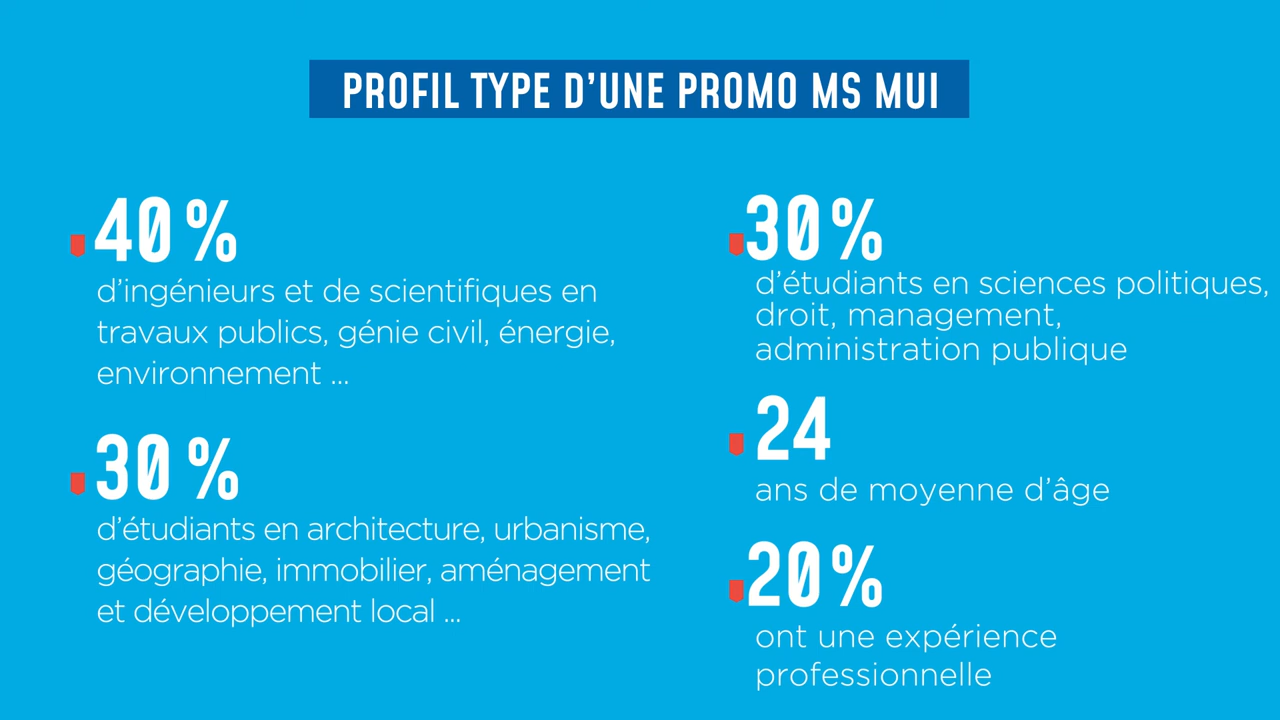 PROFIL TYPE D’UNE PROMO MS MUI
40 %
d’ingénieurs et de scientifiques en
travaux publics, génie civil, énergie,
environnement ...
30 %
d’étudiants en architecture, urbanisme,
géographie, immobilier, aménagement
et développement local ...
30 %
d’étudiants en sciences politiques,
droit, management,
administration publique
24
ans de moyenne d’âge
20 %
ont une expérience
professionnelle